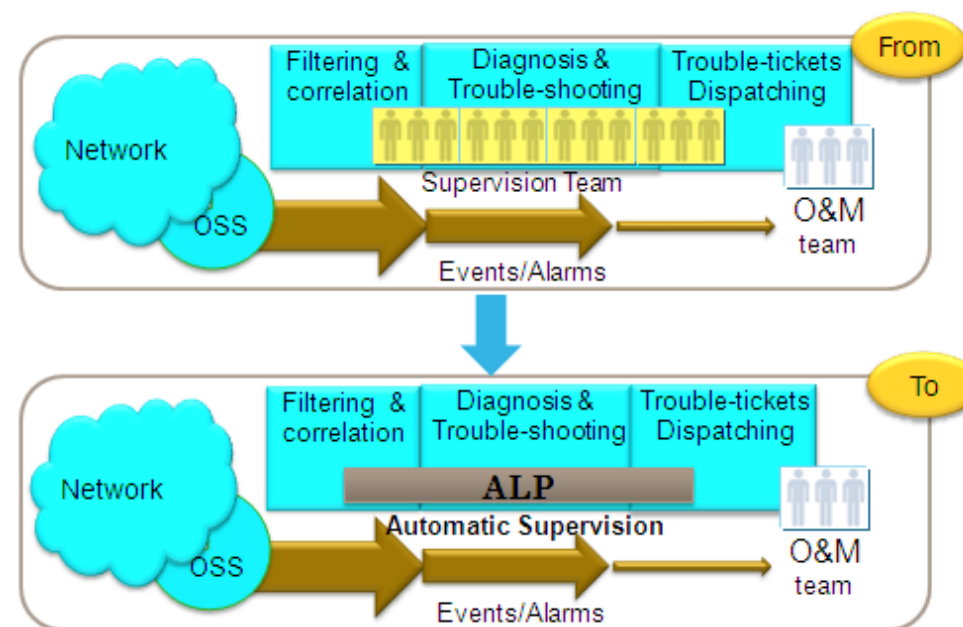 From
Filtering & correlation
Diagnosis & Trouble-shooting
Trouble-tickets Dispatching
Network
OSS
Supervision Team
Events/Alarms
O&M
team
To
Filtering &
correlation
Diagnosis &
Trouble-shooting
Trouble-tickets
Dispatching
Network
OSS
ALP
Automatic Supervision
Events/Alarms
O&M
team